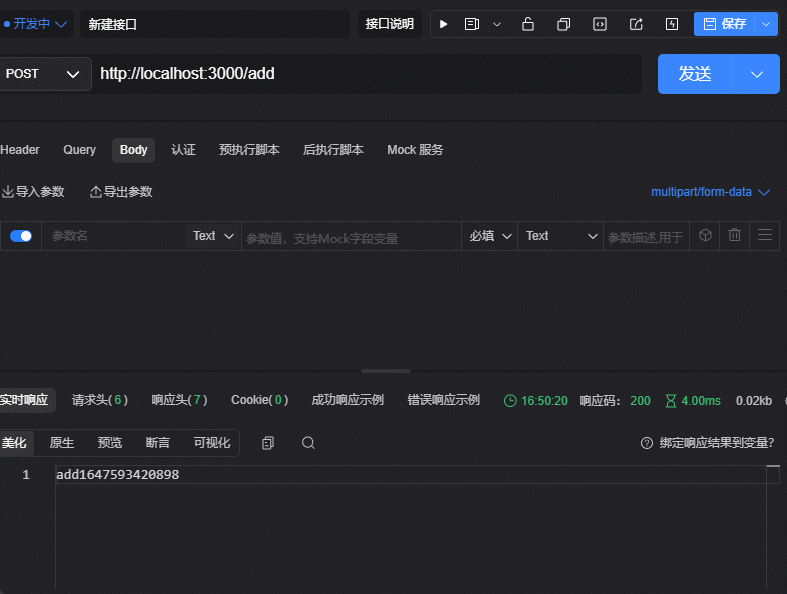 开发中 新建接口 接口说明 保存
POST http://localhost:3000/add 发送
Header Query Body 认证 预执行脚本 后执行脚本 Mock 服务
导入参数 导出参数 multipart/form-data
参数名 Text 参数值，支持Mock字段变量 必填 Text 参数描述,用于
实时响应 请求头(6) 响应头(7) Cookie(0) 成功响应示例 错误响应示例 16:50:20 响应码： 200 4.00ms 0.02kb
美化 原生 预览 断言 可视化 绑定响应结果到变量?
1 add1647593420898